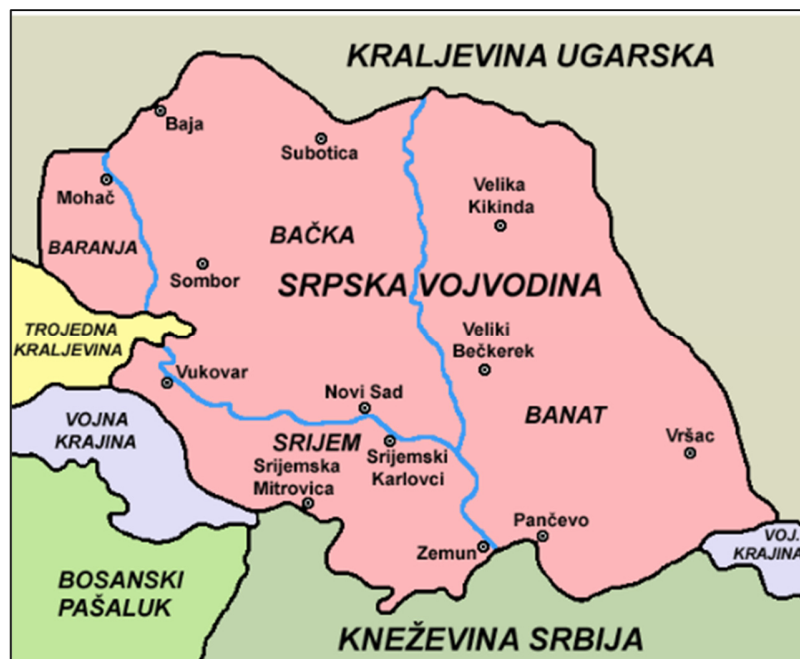 KRALJEVINA UGARSKA
Baja
Subotica
Mohač
Velika
Kikinda
BARANJA
BAČKA
Sombor
SRPSKA VOJVODINA
TROJEDNA
KRALJEVINA
Veliki
Bečkerek
Vukovar
Novi Sad
BANAT
VOJNA
KRAJINA
SRIJEM
Srijemska
Mitrovica
Srijemski
Karlovci
Vršac
Pančevo
Zemun
VOJ.
KRAJINA
BOSANSKI
PAŠALUK
KNEŽEVINA SRBIJA